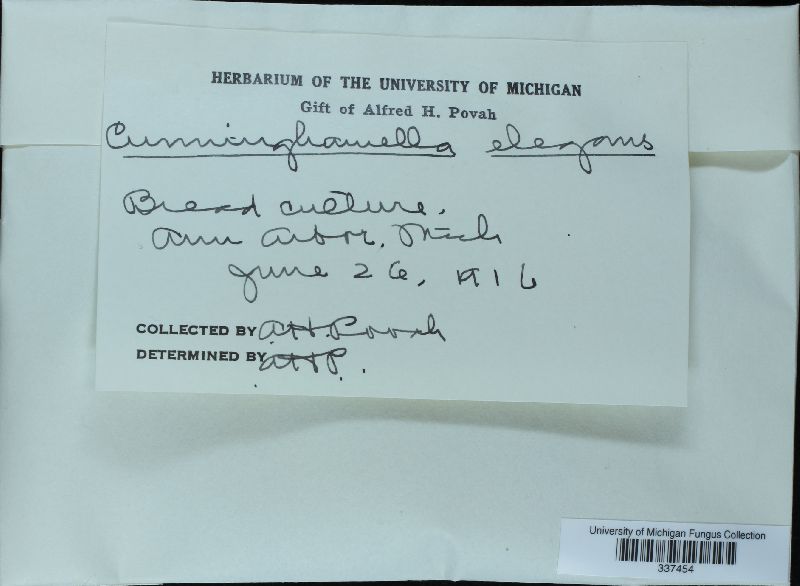 HERBARIUM OF THE UNIVERSITY OF MICHIGAN
Gift of Alfred H. Povah
Cunninghamella elegans
Bread culture.
Ann Arbor, Mich
June 26, 1916
COLLECTED BY A.H. Povah
DETERMINED BY A.H.P.
University of Michigan Fungus Collection
337454